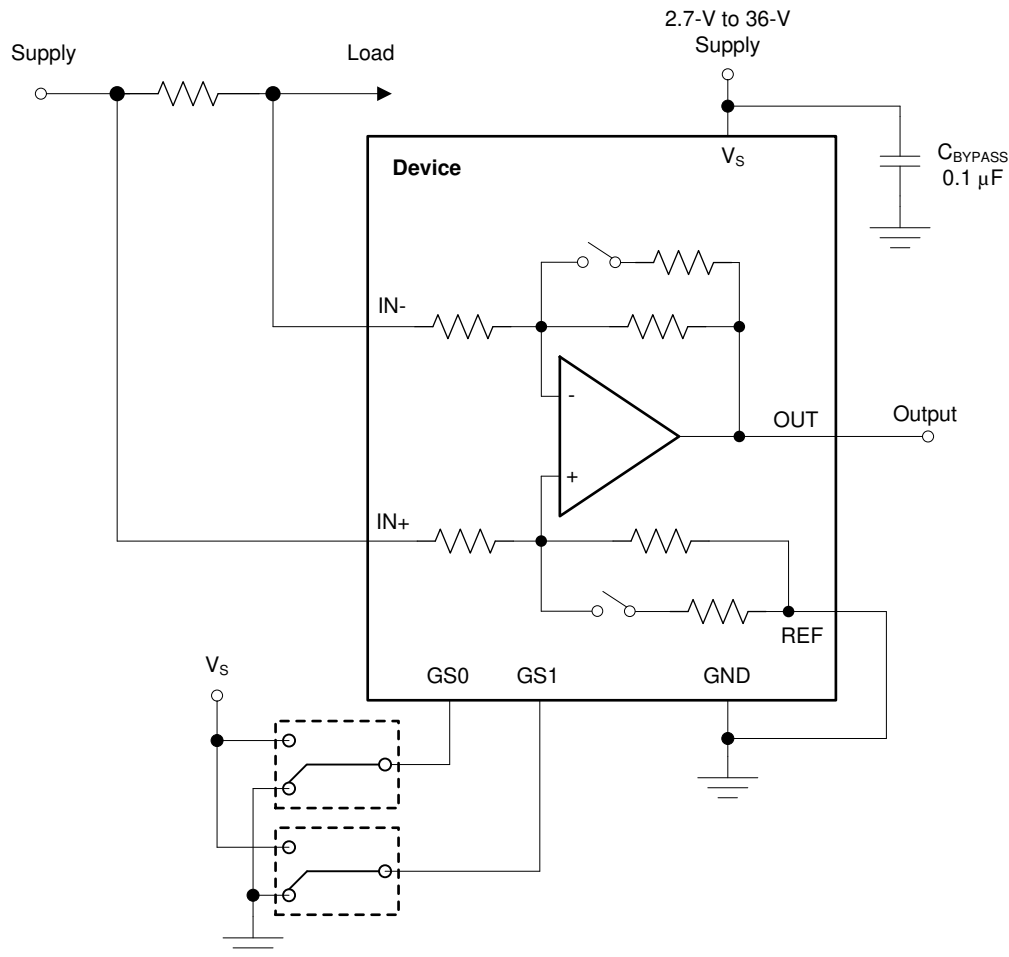 2.7-V to 36-V
Supply
Supply
Load
Device
VS
CBYPASS
0.1 μF
IN-
-
OUT
Output
+
IN+
REF
VS
GS0
GS1
GND